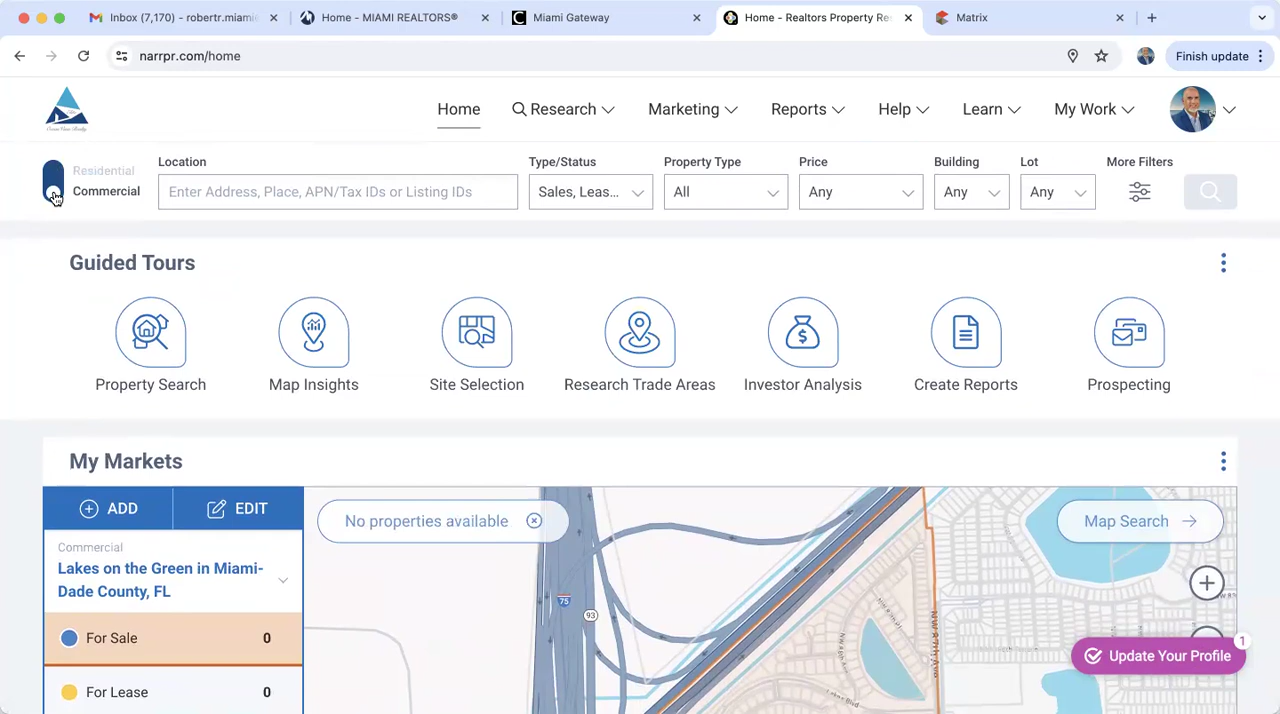 Inbox (7,170) - robertr.miami
Home - MIAMI REALTORS®
Miami Gateway
Home - Realtors Property Re
Matrix
narrpr.com/home
Finish update
Home
Research
Marketing
Reports
Help
Learn
My Work
Residential
Commercial
Location
Enter Address, Place, APN/Tax IDs or Listing IDs
Type/Status
Sales, Leas...
Property Type
All
Price
Any
Building
Any
Lot
Any
More Filters
Guided Tours
Property Search
Map Insights
Site Selection
Research Trade Areas
Investor Analysis
Create Reports
Prospecting
My Markets
ADD
EDIT
Commercial
Lakes on the Green in Miami-
Dade County, FL
For Sale 0
For Lease 0
No properties available
Map Search
75
93
Update Your Profile
1